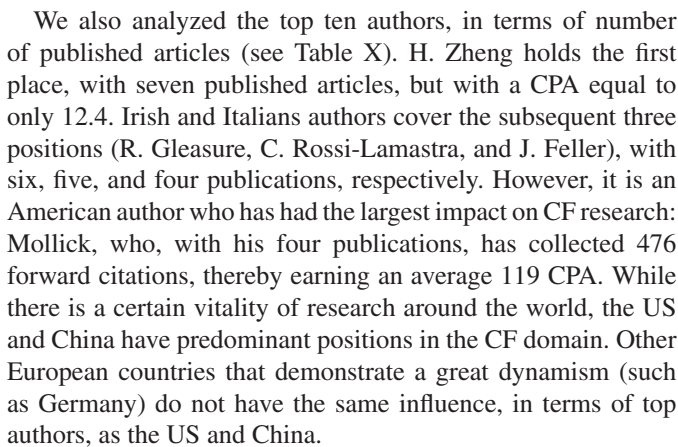 We also analyzed the top ten authors, in terms of number
of published articles (see Table X). H. Zheng holds the first
place, with seven published articles, but with a CPA equal to
only 12.4. Irish and Italians authors cover the subsequent three
positions (R. Gleasure, C. Rossi-Lamastra, and J. Feller), with
six, five, and four publications, respectively. However, it is an
American author who has had the largest impact on CF research:
Mollick, who, with his four publications, has collected 476
forward citations, thereby earning an average 119 CPA. While
there is a certain vitality of research around the world, the US
and China have predominant positions in the CF domain. Other
European countries that demonstrate a great dynamism (such
as Germany) do not have the same influence, in terms of top
authors, as the US and China.